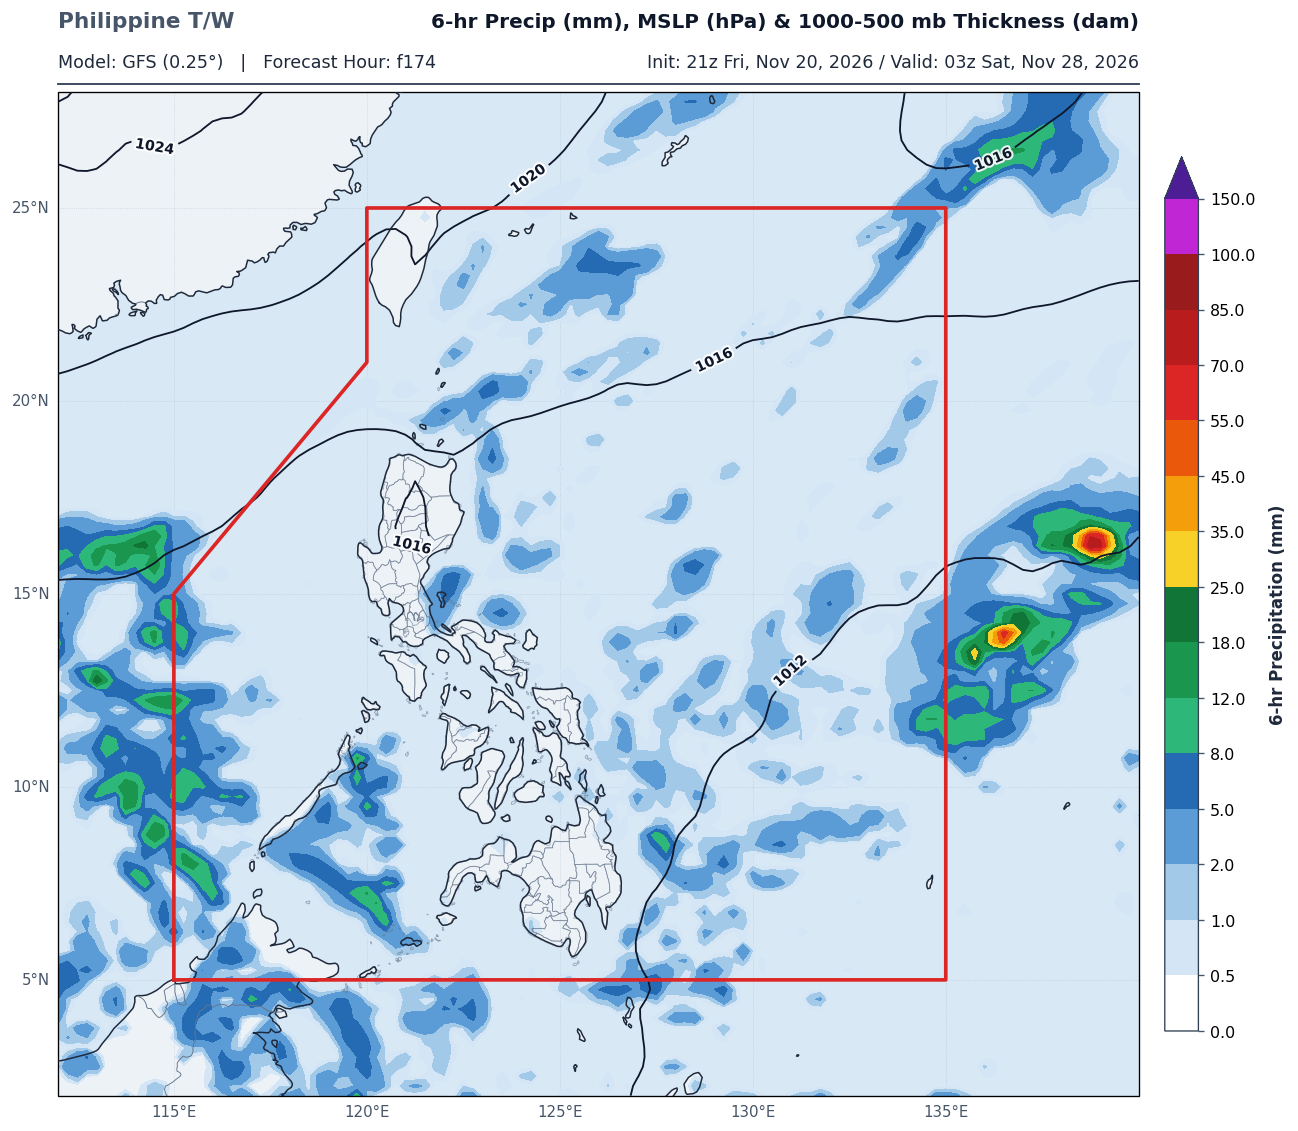 Philippine T/W
6-hr Precip (mm), MSLP (hPa) & 1000-500 mb Thickness (dam)
Model: GFS (0.25°) | Forecast Hour: f174
Init: 21z Fri, Nov 20, 2026 / Valid: 03z Sat, Nov 28, 2026
1024
1020
1016
1016
1016
1012
25°N
20°N
15°N
10°N
5°N
115°E
120°E
125°E
130°E
135°E
150.0
100.0
85.0
70.0
55.0
45.0
35.0
25.0
18.0
12.0
8.0
5.0
2.0
1.0
0.5
0.0
6-hr Precipitation (mm)